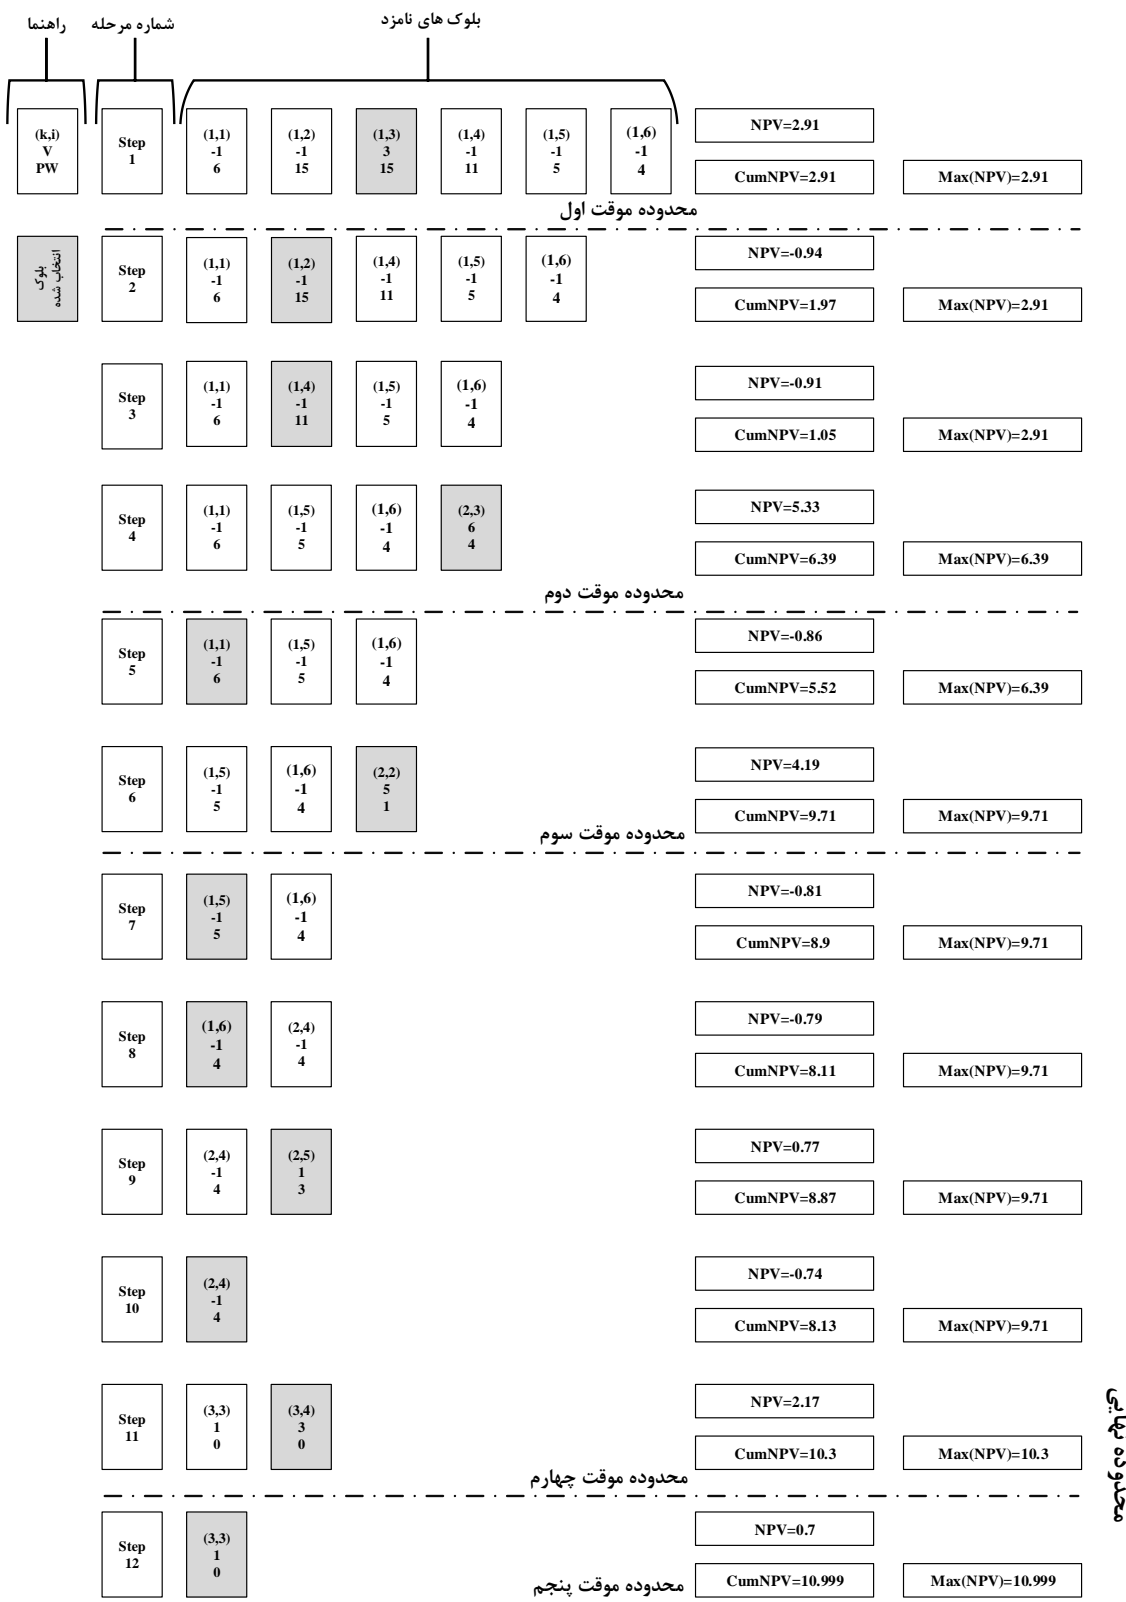 راهنما
شماره مرحله
بلوک های نامزد
(k,i)
V
PW
Step
1
(1,1)
-1
6
(1,2)
-1
15
(1,3)
3
15
(1,4)
-1
11
(1,5)
-1
5
(1,6)
-1
4
NPV=2.91
CumNPV=2.91
Max(NPV)=2.91
محدوده موقت اول
بلوک
انتخاب شده
Step
2
(1,1)
-1
6
(1,2)
-1
15
(1,4)
-1
11
(1,5)
-1
5
(1,6)
-1
4
NPV=-0.94
CumNPV=1.97
Max(NPV)=2.91
Step
3
(1,1)
-1
6
(1,4)
-1
11
(1,5)
-1
5
(1,6)
-1
4
NPV=-0.91
CumNPV=1.05
Max(NPV)=2.91
Step
4
(1,1)
-1
6
(1,5)
-1
5
(1,6)
-1
4
(2,3)
6
4
NPV=5.33
CumNPV=6.39
Max(NPV)=6.39
محدوده موقت دوم
Step
5
(1,1)
-1
6
(1,5)
-1
5
(1,6)
-1
4
NPV=-0.86
CumNPV=5.52
Max(NPV)=6.39
Step
6
(1,5)
-1
5
(1,6)
-1
4
(2,2)
5
1
NPV=4.19
CumNPV=9.71
Max(NPV)=9.71
محدوده موقت سوم
Step
7
(1,5)
-1
5
(1,6)
-1
4
NPV=-0.81
CumNPV=8.9
Max(NPV)=9.71
Step
8
(1,6)
-1
4
(2,4)
-1
4
NPV=-0.79
CumNPV=8.11
Max(NPV)=9.71
Step
9
(2,4)
-1
4
(2,5)
1
3
NPV=0.77
CumNPV=8.87
Max(NPV)=9.71
Step
10
(2,4)
-1
4
NPV=-0.74
CumNPV=8.13
Max(NPV)=9.71
Step
11
(3,3)
1
0
(3,4)
3
0
NPV=2.17
CumNPV=10.3
Max(NPV)=10.3
محدوده موقت چهارم
محدوده نهایی
Step
12
(3,3)
1
0
NPV=0.7
CumNPV=10.999
Max(NPV)=10.999
محدوده موقت پنجم